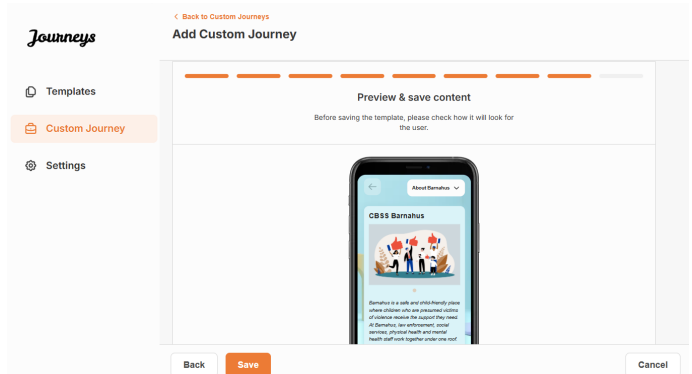 Journeys
Templates
Custom Journey
Settings
Back to Custom Journeys
Add Custom Journey
Preview & save content
Before saving the template, please check how it will look for
the user.
About Barnahus
CBSS Barnahus
Barnahus is a safe and child-friendly place
where children who are presumed victims
of violence receive the support they need.
At Barnahus, law enforcement, social
services, physical health and mental
health staff work together under one roof.
Back
Save
Cancel